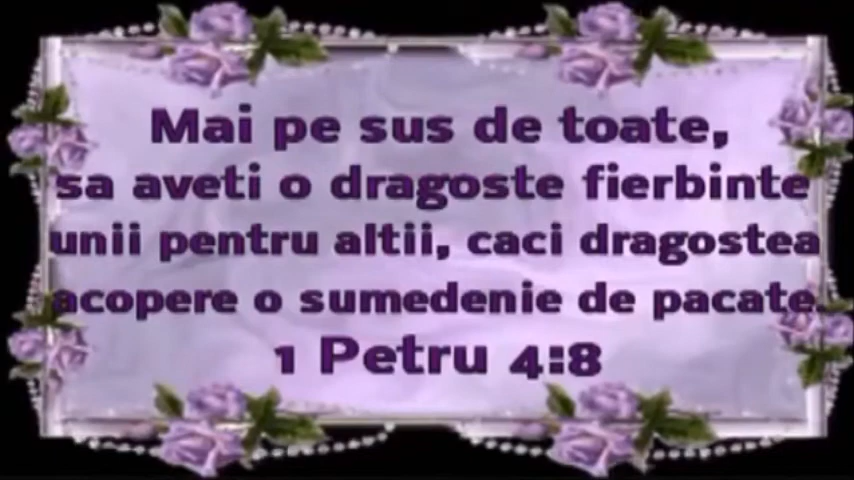 Mai pe sus de toate,
sa aveti o dragoste fierbinte
unii pentru altii, caci dragostea
acopere o sumedenie de pacate.
1 Petru 4:8